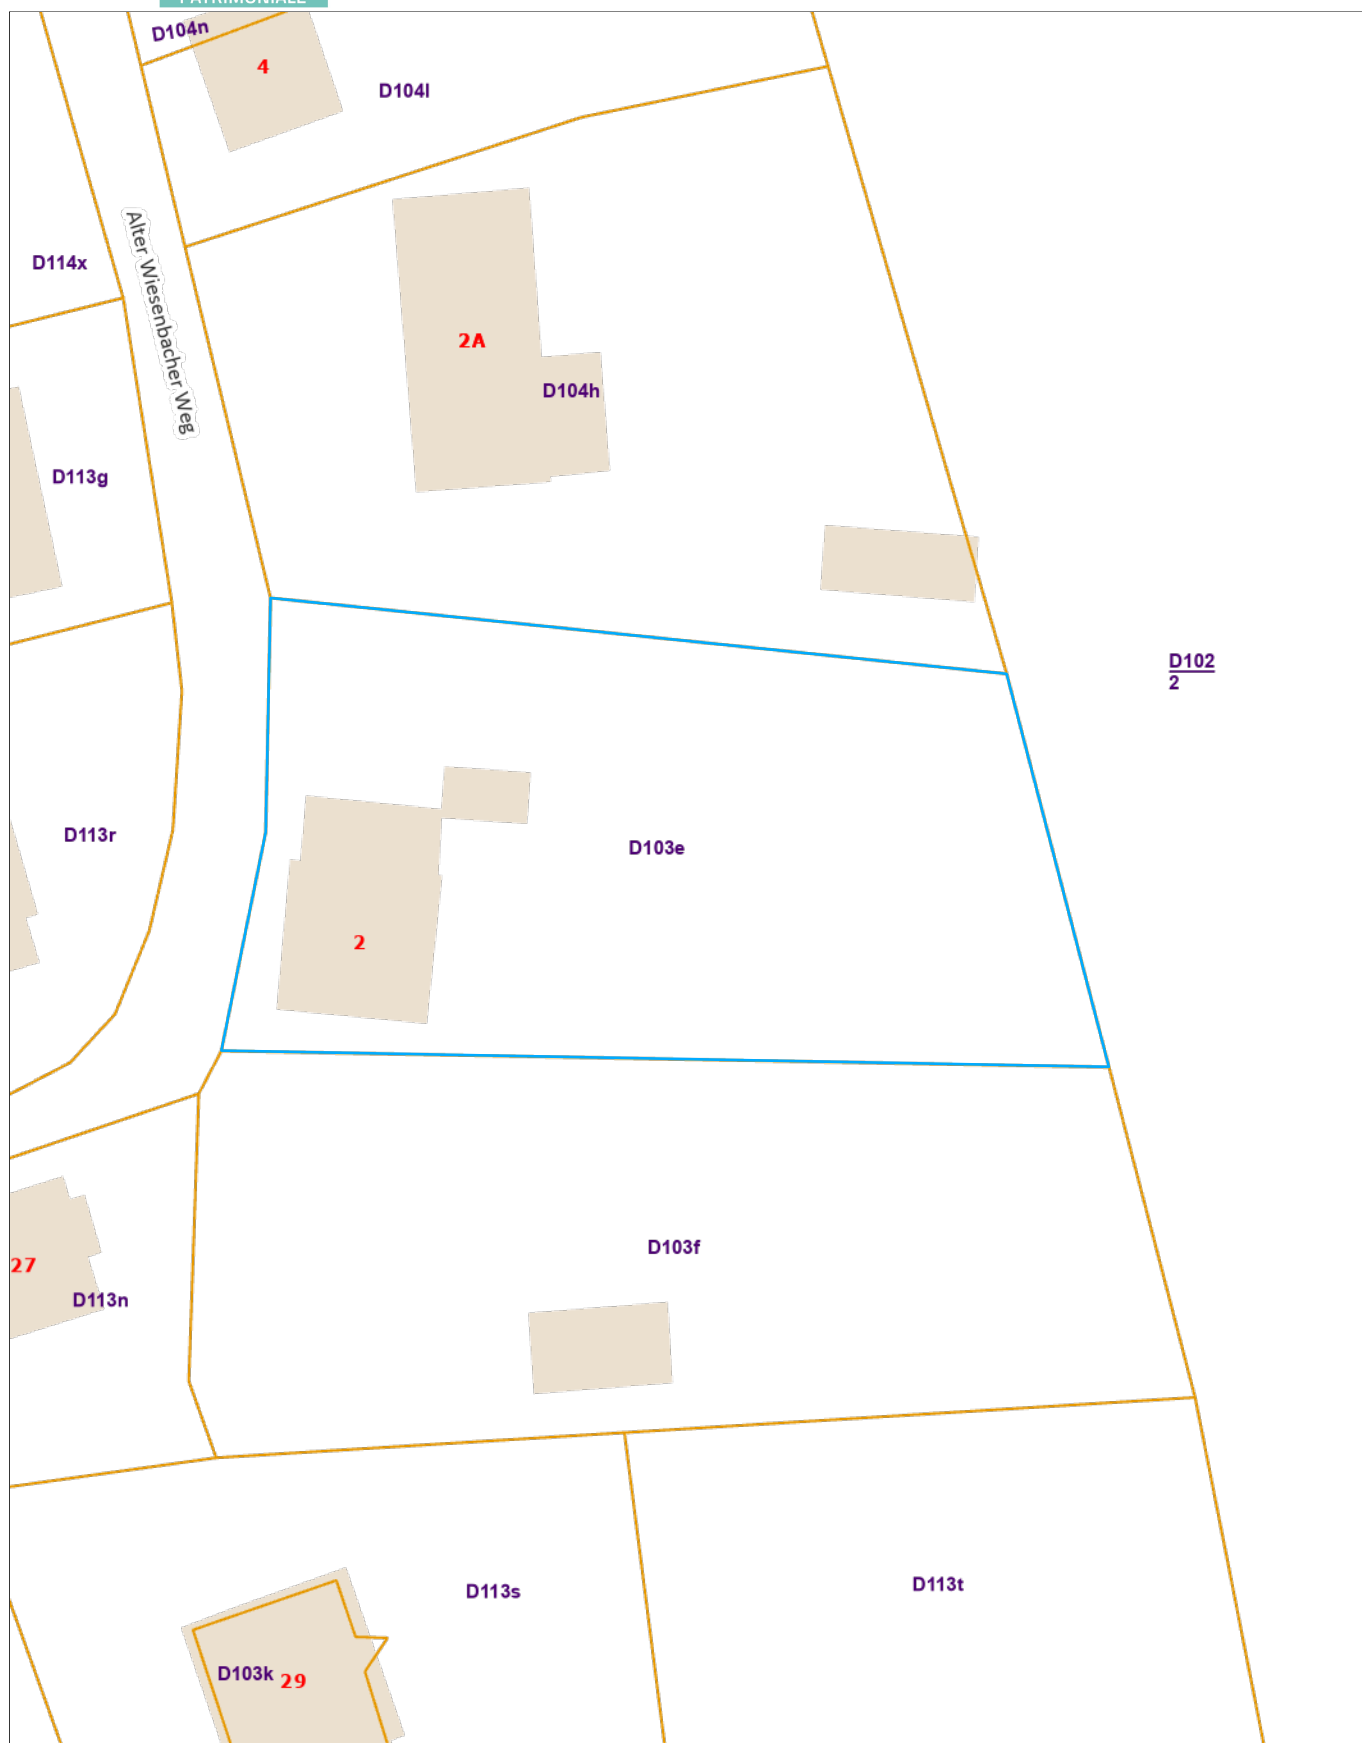 PATRIMONIALE
D104n
4
D104l
Alter Wiesenbacher Weg
D114x
2A
D104h
D113g
D102
2
D113r
D103e
2
D103f
27
D113n
D113s
D113t
D103k
29